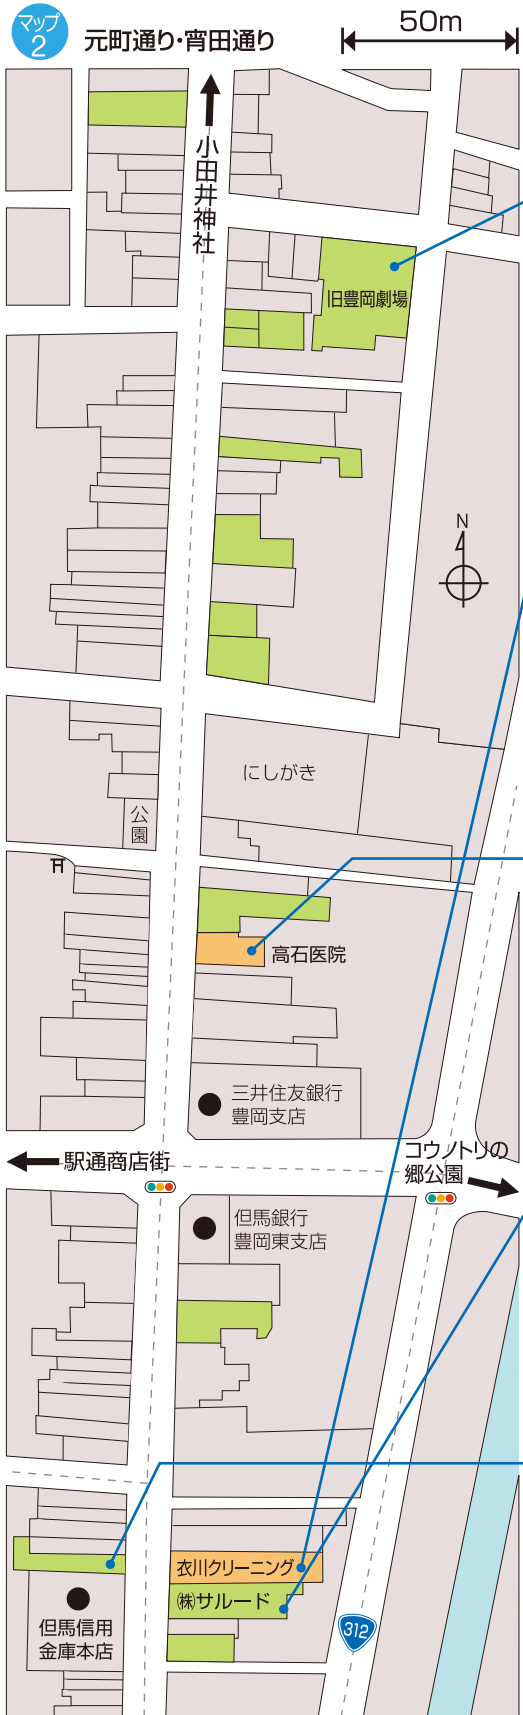 マップ
2
元町通り・宵田通り
50m
小田井神社
旧豊岡劇場
N
にしがき
公園
高石医院
三井住友銀行
豊岡支店
駅通商店街
コウノトリの
郷公園
但馬銀行
豊岡東支店
衣川クリーニング
㈱サルード
但馬信用
金庫本店
312